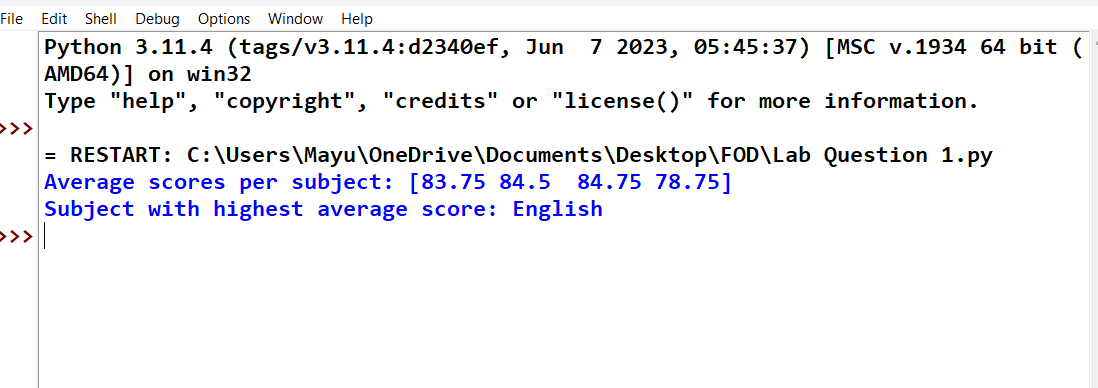 File Edit Shell Debug Options Window Help
Python 3.11.4 (tags/v3.11.4:d2340ef, Jun  7 2023, 05:45:37) [MSC v.1934 64 bit (
AMD64)] on win32
Type "help", "copyright", "credits" or "license()" for more information.
>>>
= RESTART: C:\Users\Mayu\OneDrive\Documents\Desktop\FOD\Lab Question 1.py
Average scores per subject: [83.75 84.5  84.75 78.75]
Subject with highest average score: English
>>>